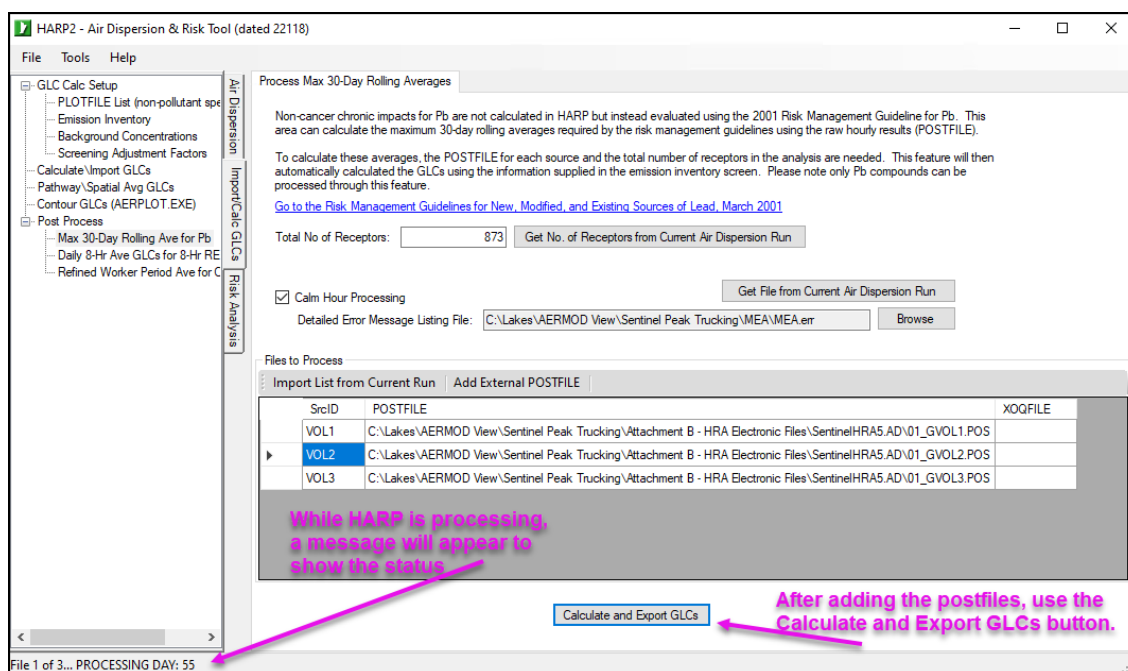 HARP2 - Air Dispersion & Risk Tool (dated 22118)
File Tools Help
GLC Calc Setup
PLOTFILE List (non-pollutant spe
Emission Inventory
Background Concentrations
Screening Adjustment Factors
Calculate\Import GLCs
Pathway\Spatial Avg GLCs
Contour GLCs (AERPLOT.EXE)
Post Process
Max 30-Day Rolling Ave for Pb
Daily 8-Hr Ave GLCs for 8-Hr RE
Refined Worker Period Ave for C
Air Dispersion
Import/Calc GLCs
Risk Analysis
Process Max 30-Day Rolling Averages
Non-cancer chronic impacts for Pb are not calculated in HARP but instead evaluated using the 2001 Risk Management Guideline for Pb. This
area can calculate the maximum 30-day rolling averages required by the risk management guidelines using the raw hourly results (POSTFILE).
To calculate these averages, the POSTFILE for each source and the total number of receptors in the analysis are needed. This feature will then
automatically calculated the GLCs using the information supplied in the emission inventory screen. Please note only Pb compounds can be
processed through this feature.
Go to the Risk Management Guidelines for New, Modified, and Existing Sources of Lead, March 2001
Total No of Receptors: 873 Get No. of Receptors from Current Air Dispersion Run
Get File from Current Air Dispersion Run
Calm Hour Processing
Detailed Error Message Listing File: C:\Lakes\AERMOD View\Sentinel Peak Trucking\MEA\MEA.err Browse
Files to Process
Import List from Current Run Add External POSTFILE
SrcID POSTFILE XOQFILE
VOL1 C:\Lakes\AERMOD View\Sentinel Peak Trucking\Attachment B - HRA Electronic Files\SentinelHRA5.AD\01_GVOL1.POS
VOL2 C:\Lakes\AERMOD View\Sentinel Peak Trucking\Attachment B - HRA Electronic Files\SentinelHRA5.AD\01_GVOL2.POS
VOL3 C:\Lakes\AERMOD View\Sentinel Peak Trucking\Attachment B - HRA Electronic Files\SentinelHRA5.AD\01_GVOL3.POS
While HARP is processing,
a message will appear to
show the status
Calculate and Export GLCs
After adding the postfiles, use the
Calculate and Export GLCs button.
File 1 of 3... PROCESSING DAY: 55